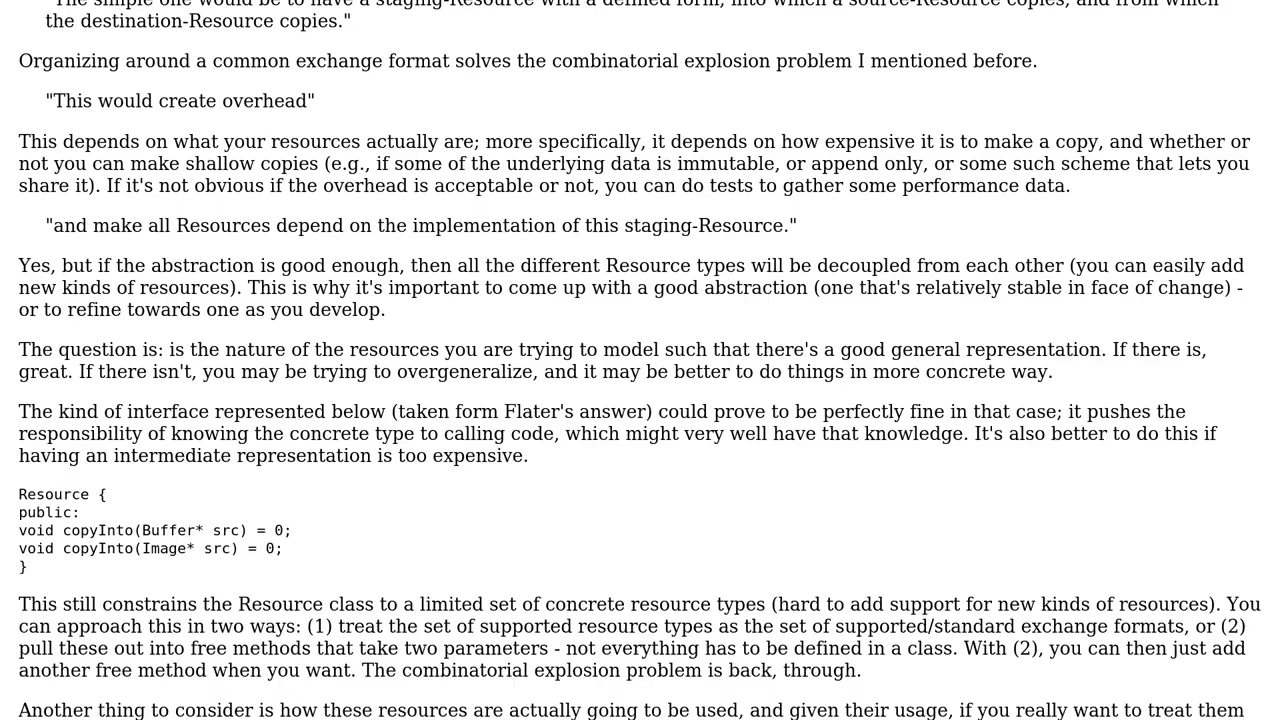 "The simple one would be to have a staging-Resource with a defined form, into which a source-Resource copies, and from which
the destination-Resource copies."
Organizing around a common exchange format solves the combinatorial explosion problem I mentioned before.
"This would create overhead"
This depends on what your resources actually are; more specifically, it depends on how expensive it is to make a copy, and whether or
not you can make shallow copies (e.g., if some of the underlying data is immutable, or append only, or some such scheme that lets you
share it). If it's not obvious if the overhead is acceptable or not, you can do tests to gather some performance data.
"and make all Resources depend on the implementation of this staging-Resource."
Yes, but if the abstraction is good enough, then all the different Resource types will be decoupled from each other (you can easily add
new kinds of resources). This is why it's important to come up with a good abstraction (one that's relatively stable in face of change) -
or to refine towards one as you develop.
The question is: is the nature of the resources you are trying to model such that there's a good general representation. If there is,
great. If there isn't, you may be trying to overgeneralize, and it may be better to do things in more concrete way.
The kind of interface represented below (taken form Flater's answer) could prove to be perfectly fine in that case; it pushes the
responsibility of knowing the concrete type to calling code, which might very well have that knowledge. It's also better to do this if
having an intermediate representation is too expensive.
Resource {
public:
void copyInto(Buffer* src) = 0;
void copyInto(Image* src) = 0;
}
This still constrains the Resource class to a limited set of concrete resource types (hard to add support for new kinds of resources). You
can approach this in two ways: (1) treat the set of supported resource types as the set of supported/standard exchange formats, or (2)
pull these out into free methods that take two parameters - not everything has to be defined in a class. With (2), you can then just add
another free method when you want. The combinatorial explosion problem is back, through.
Another thing to consider is how these resources are actually going to be used, and given their usage, if you really want to treat them